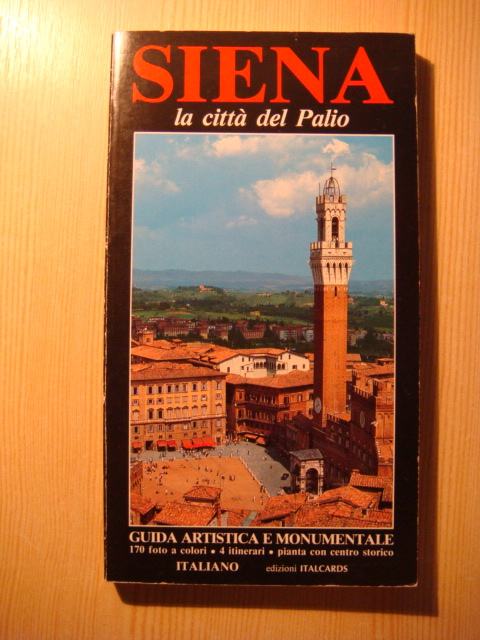 SIENA
la città del Palio
GUIDA ARTISTICA E MONUMENTALE
170 foto a colori • 4 itinerari • pianta con centro storico
ITALIANO edizioni ITALCARDS